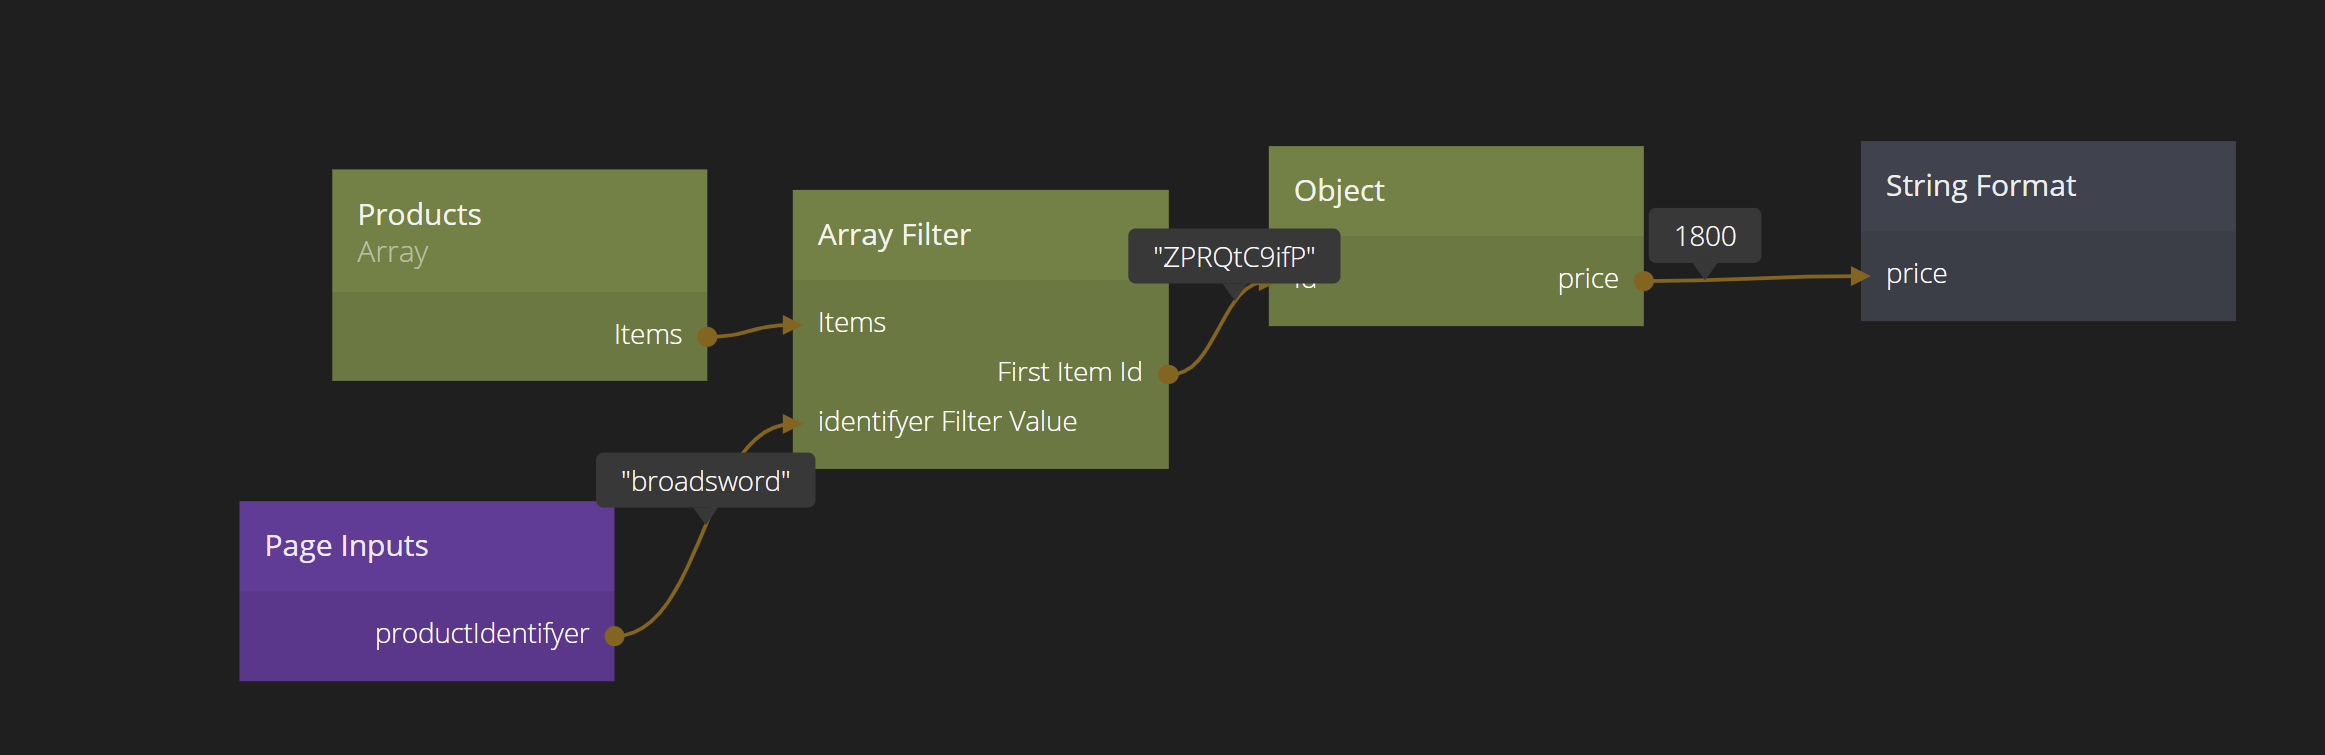 Products
Array
Items
Array Filter
Items
First Item Id
identifyer Filter Value
"ZPRQtC9ifP"
Object
price
1800
String Format
price
"broadsword"
Page Inputs
productIdentifyer